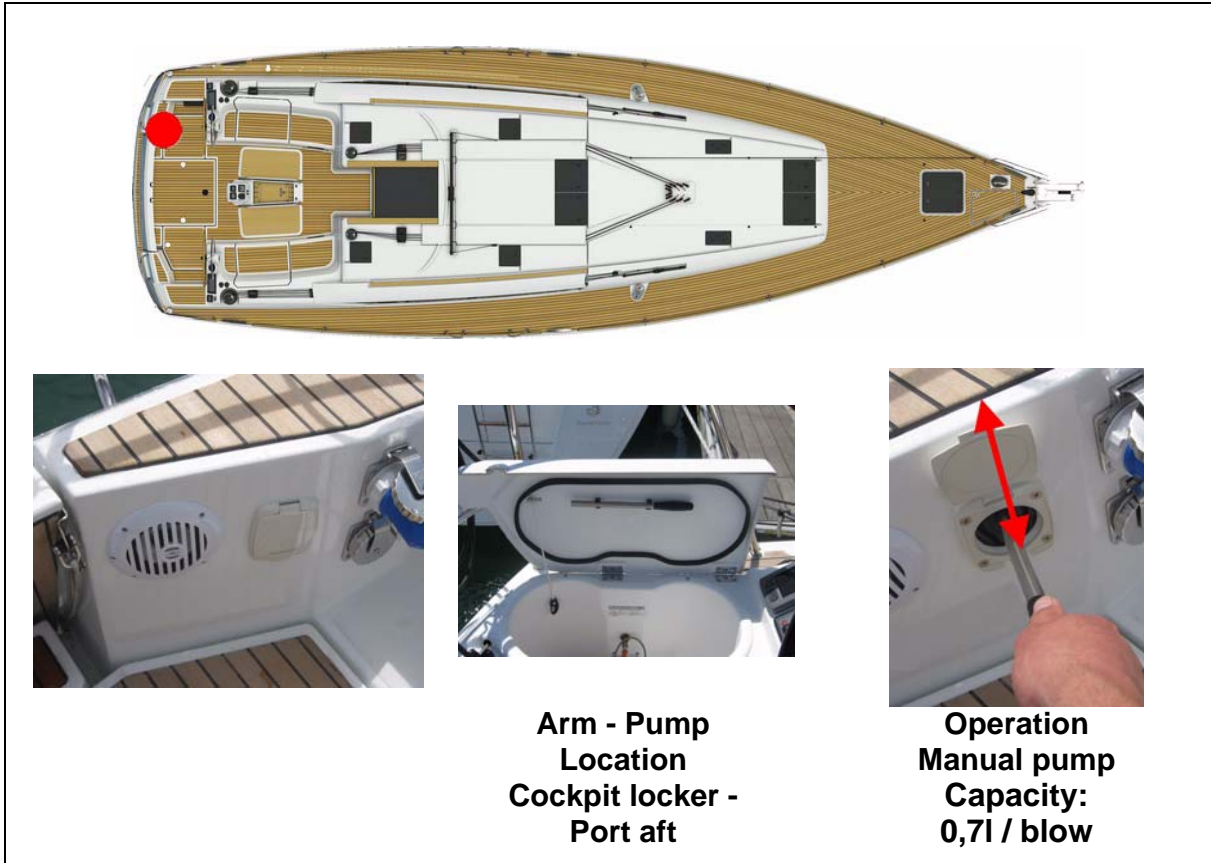 Arm - Pump
Location
Cockpit locker -
Port aft
Operation
Manual pump
Capacity:
0,7l / blow